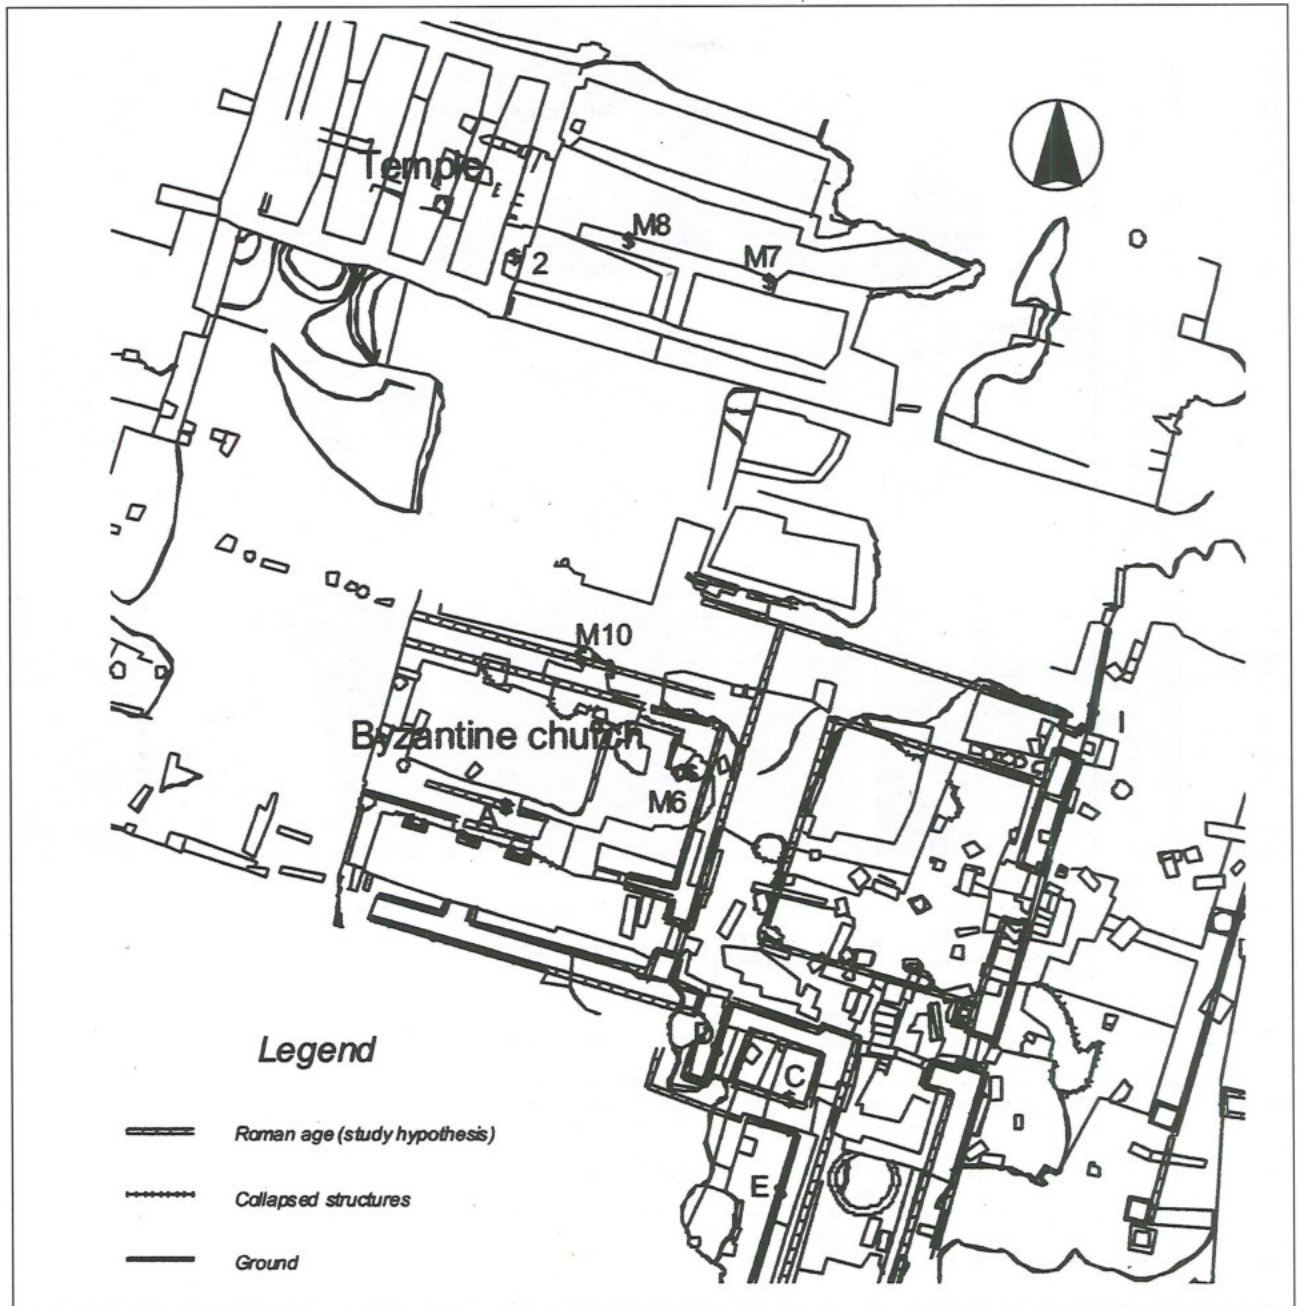 Temple
M8
M7
2
M10
Byzantine church
M6
A
I
C
E
Legend
Roman age (study hypothesis)
Collapsed structures
Ground